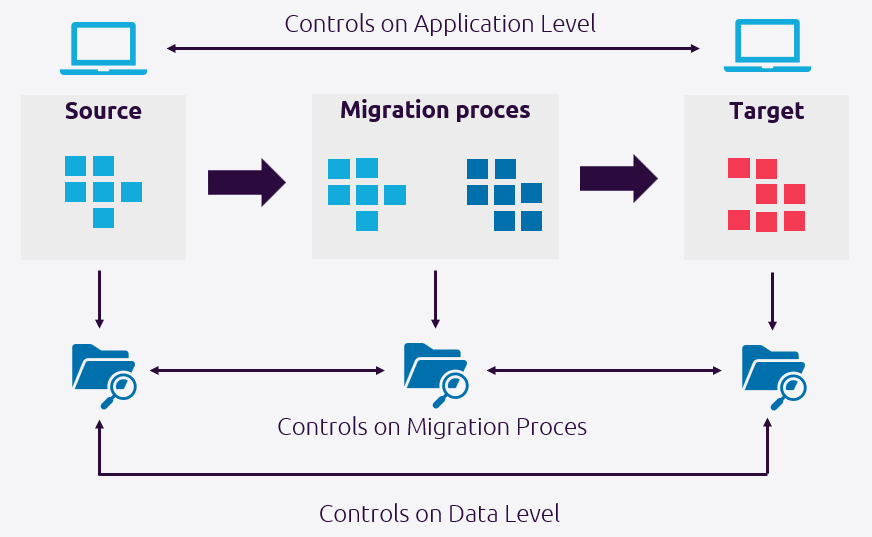 Controls on Application Level
Source
Migration proces
Target
Controls on Migration Proces
Controls on Data Level